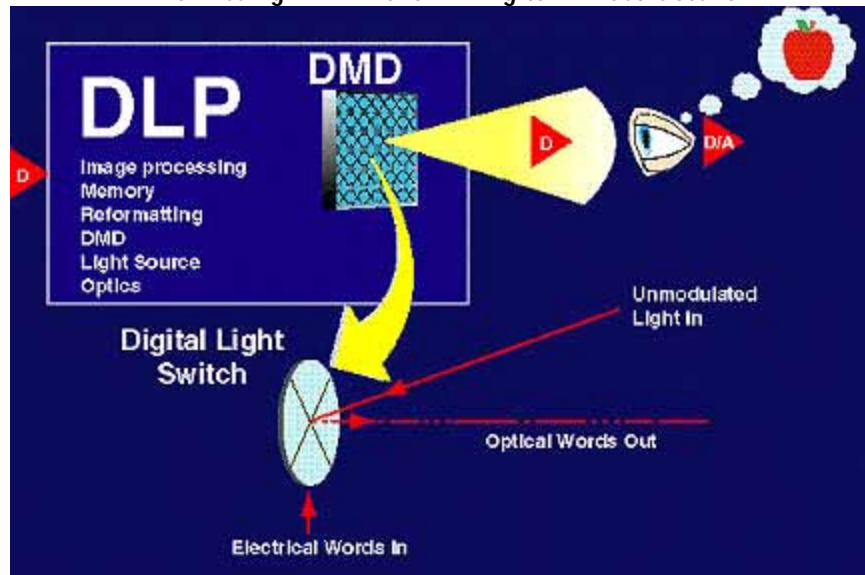 DLP
DMD
Image processing
Memory
Reformatting
DMD
Light Source
Optics
D
D
D/A
Digital Light
Switch
Unmodulated
Light In
Optical Words Out
Electrical Words In